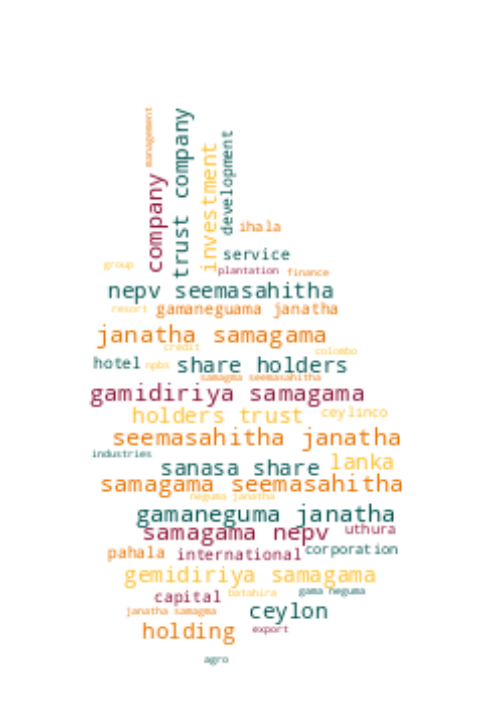 management
company
trust company
investment
development
ihala
service
group
plantation
finance
nepv seemasahitha
resort
gamaneguama janatha
janatha samagama
credit
colombo
hotel
npbs
share holders
samagma seemasahitha
gamidiriya samagama
holders trust
ceylinco
seemasahitha janatha
industries
sanasa share
lanka
samagama seemasahitha
neguma janatha
gamaneguma janatha
samagama nepv
uthura
pahala
international
corporation
gemidiriya samagama
capital
batahira
gama neguma
janatha samagma
ceylon
holding
export
agro